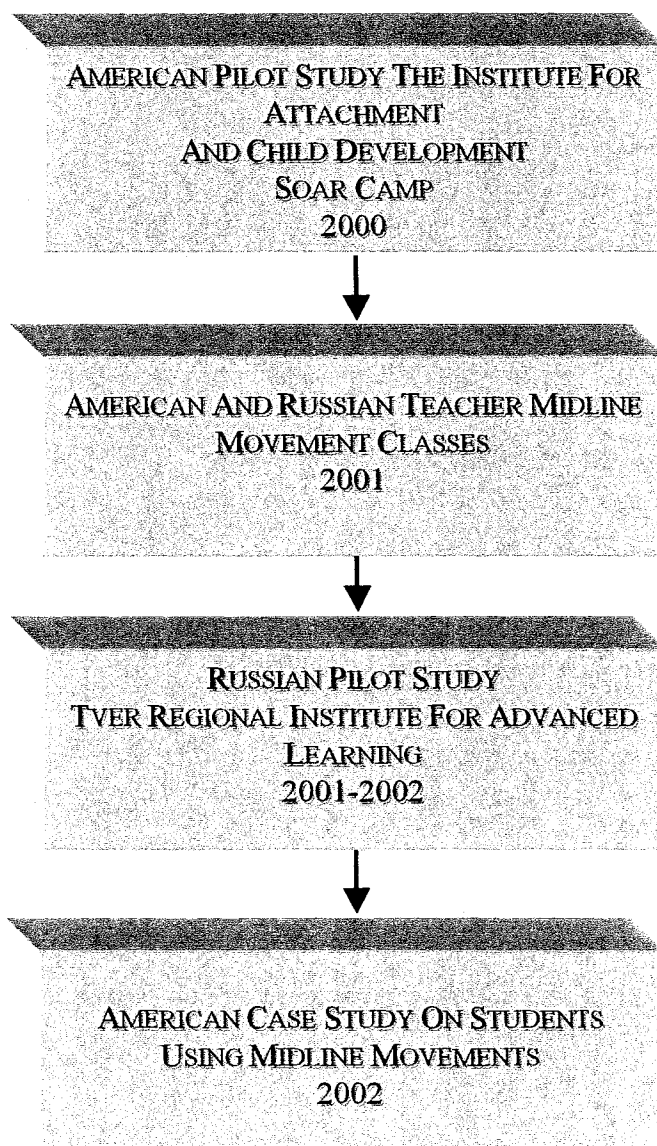 AMERICAN PILOT STUDY THE INSTITUTE FOR
ATTACHMENT
AND CHILD DEVELOPMENT
SOAR CAMP
2000
AMERICAN AND RUSSIAN TEACHER MIDLINE
MOVEMENT CLASSES
2001
RUSSIAN PILOT STUDY
TVER REGIONAL INSTITUTE FOR ADVANCED
LEARNING
2001-2002
AMERICAN CASE STUDY ON STUDENTS
USING MIDLINE MOVEMENTS
2002